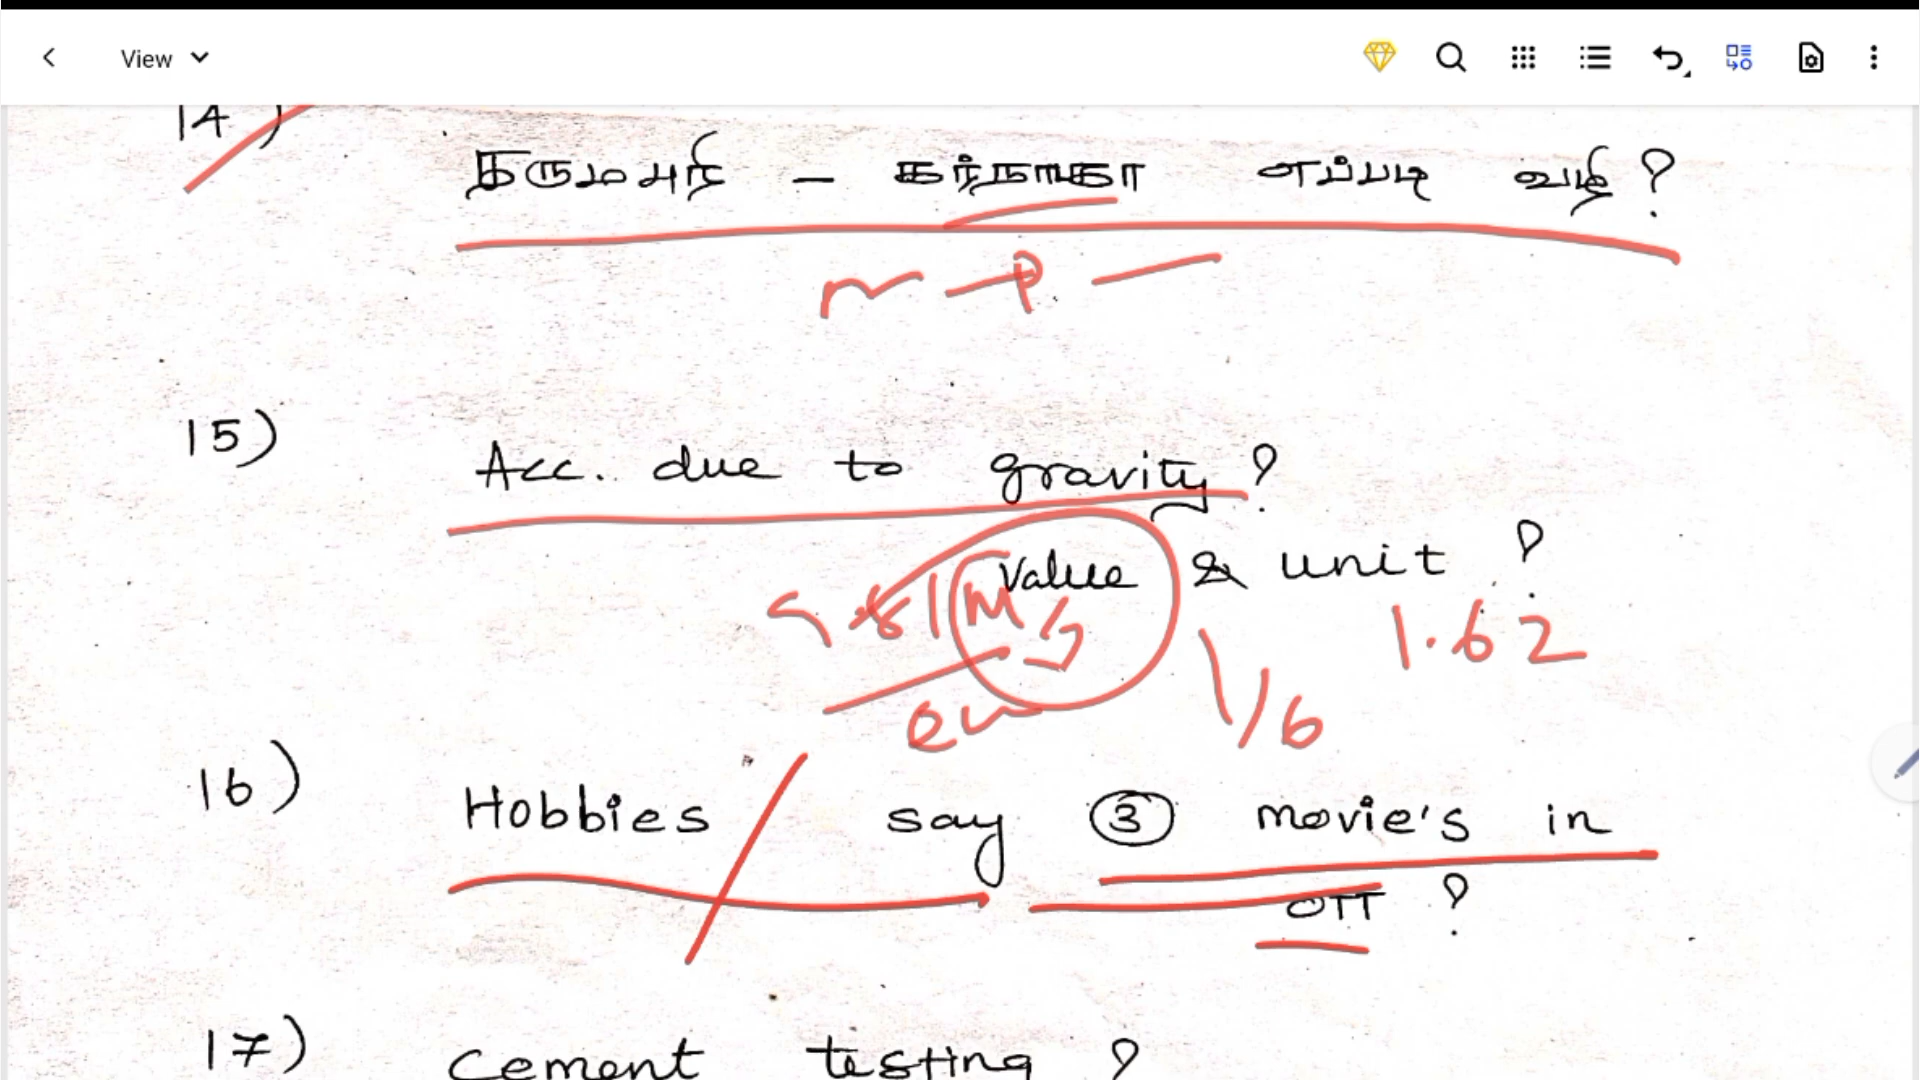 View
14)
தருமபுரி - கர்நாடகா எப்படி வழி?
15)
Acc. due to gravity?
Value & unit ?
9.81 m
1.62
1/6
16)
Hobbies say 3 movie's in
OTT ?
17)
Cement testing ?